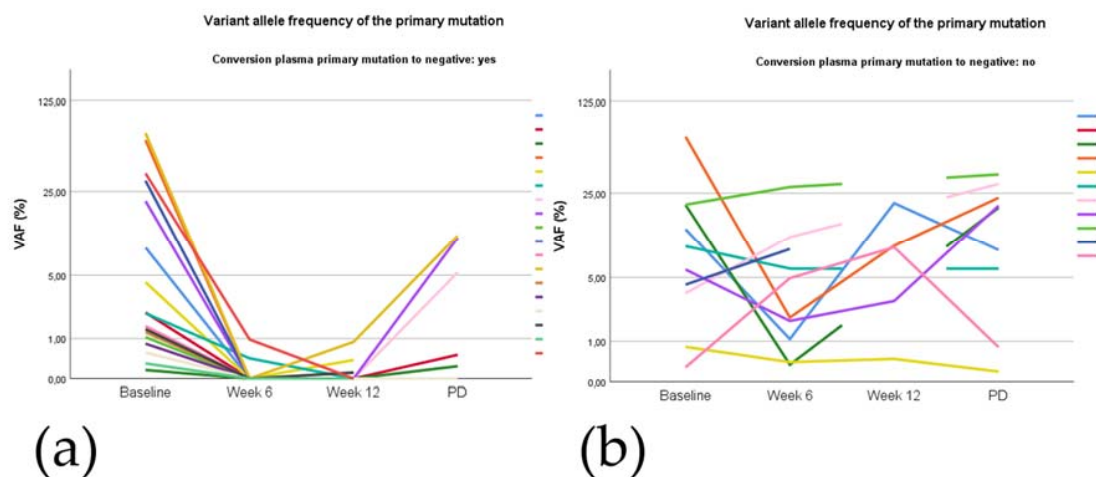 Variant allele frequency of the primary mutation
Conversion plasma primary mutation to negative: yes
125,00
25,00
5,00
1,00
0,00
VAF (%)
Baseline Week 6 Week 12 PD
(a)
Variant allele frequency of the primary mutation
Conversion plasma primary mutation to negative: no
125,00
25,00
5,00
1,00
0,00
VAF (%)
Baseline Week 6 Week 12 PD
(b)